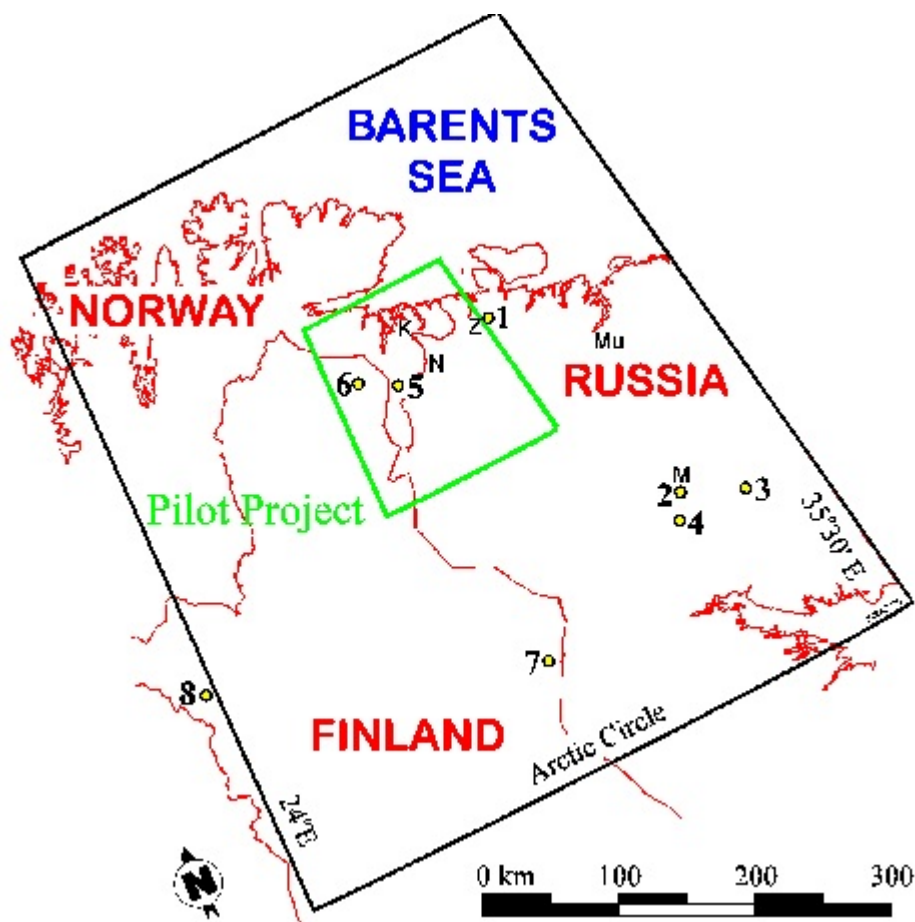 BARENTS
SEA
NORWAY
K
Z
1
Mu
N
RUSSIA
6
5
M
2
3
Pilot Project
4
35°30' E
7
8
FINLAND
Arctic Circle
24°E
N
0 km 100 200 300